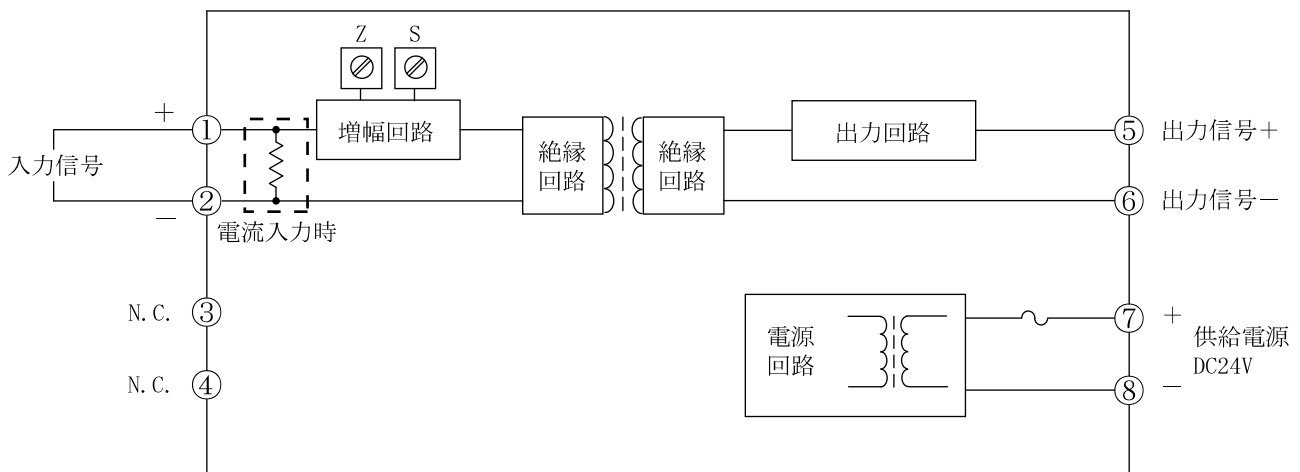 Z
S
+
①
増幅回路
入力信号
絶縁
回路
絶縁
回路
出力回路
⑤
出力信号+
②
−
電流入力時
⑥
出力信号−
N.C.
③
N.C.
④
電源
回路
⑦
+
供給電源
DC24V
⑧
−